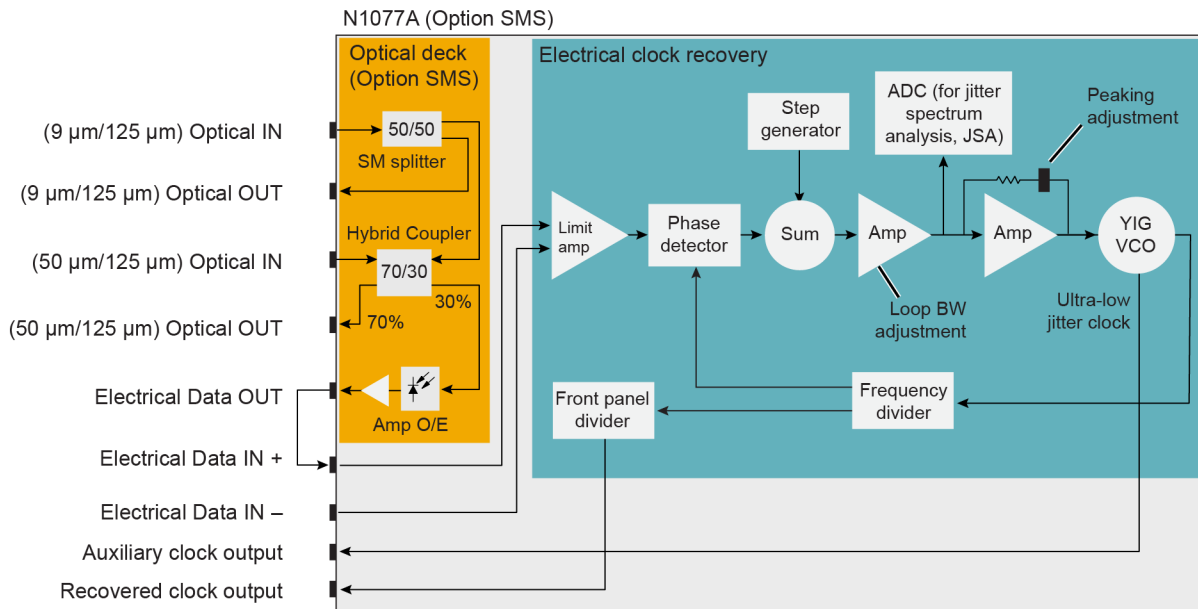 N1077A (Option SMS)
Optical deck
(Option SMS)
Electrical clock recovery
(9 µm/125 µm) Optical IN
50/50
SM splitter
(9 µm/125 µm) Optical OUT
Hybrid Coupler
(50 µm/125 µm) Optical IN
70/30
30%
70%
(50 µm/125 µm) Optical OUT
Electrical Data OUT
Amp O/E
Electrical Data IN +
Electrical Data IN –
Auxiliary clock output
Recovered clock output
Step
generator
ADC (for jitter
spectrum
analysis, JSA)
Peaking
adjustment
Limit
amp
Phase
detector
Sum
Amp
Amp
YIG
VCO
Loop BW
adjustment
Ultra-low
jitter clock
Front panel
divider
Frequency
divider